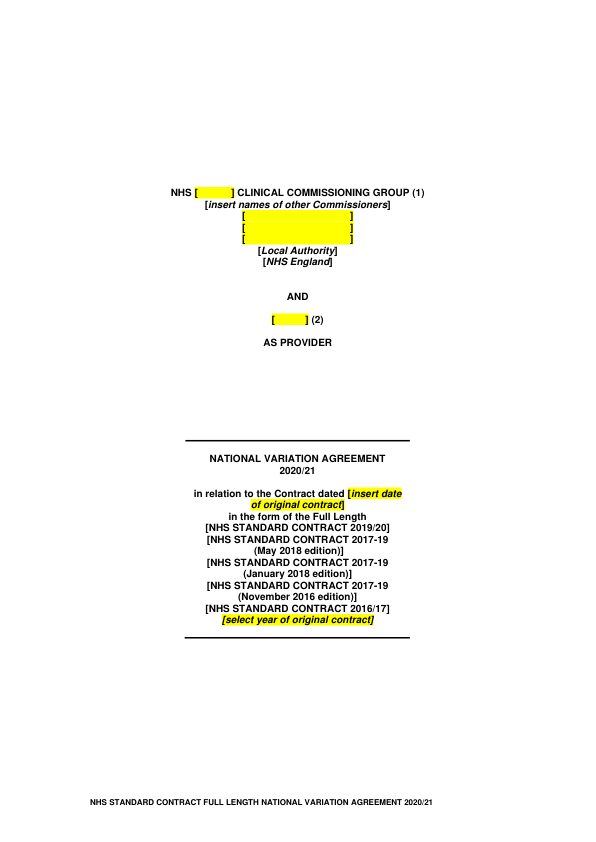 NHS [ ] CLINICAL COMMISSIONING GROUP (1)
[insert names of other Commissioners]
[ ]
[ ]
[ ]
[Local Authority]
[NHS England]
AND
[ ] (2)
AS PROVIDER
NATIONAL VARIATION AGREEMENT
2020/21
in relation to the Contract dated [insert date
of original contract]
in the form of the Full Length
[NHS STANDARD CONTRACT 2019/20]
[NHS STANDARD CONTRACT 2017-19
(May 2018 edition)]
[NHS STANDARD CONTRACT 2017-19
(January 2018 edition)]
[NHS STANDARD CONTRACT 2017-19
(November 2016 edition)]
[NHS STANDARD CONTRACT 2016/17]
[select year of original contract]
NHS STANDARD CONTRACT FULL LENGTH NATIONAL VARIATION AGREEMENT 2020/21